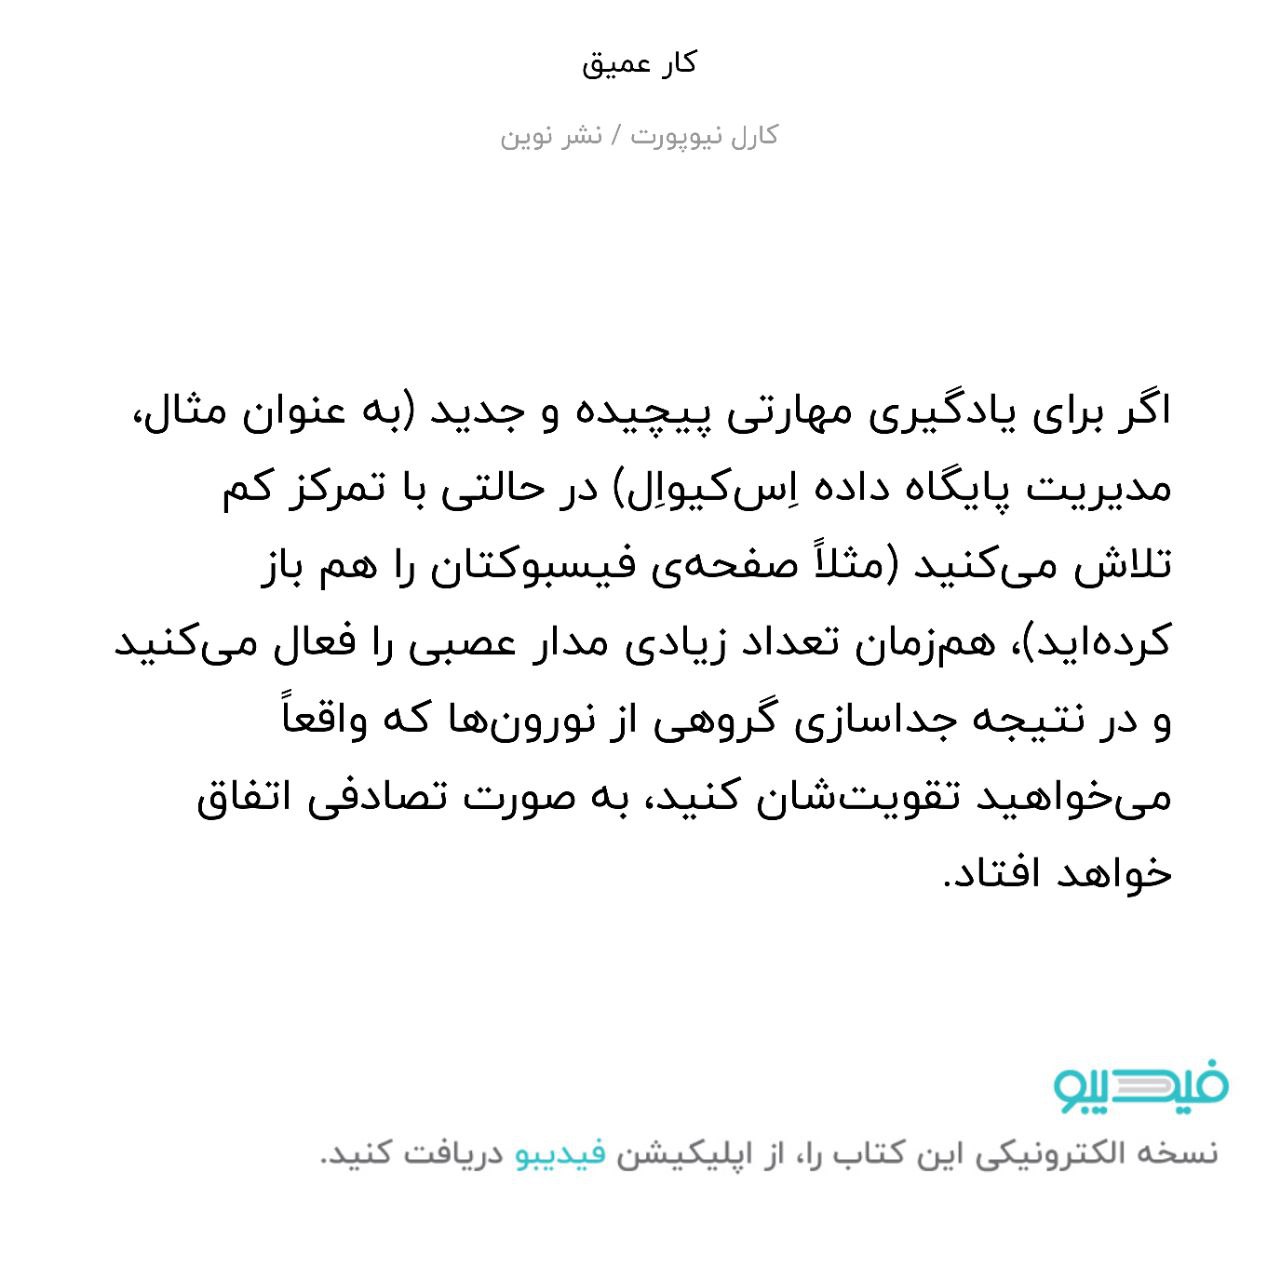 کار عمیق
کارل نیوپورت / نشر نوین
اگر برای یادگیری مهارتی پیچیده و جدید (به عنوان مثال،
مدیریت پایگاه داده اِس‌کیواِل) در حالتی با تمرکز کم
تلاش می‌کنید (مثلاً صفحه‌ی فیسبوکتان را هم باز
کرده‌اید)، هم‌زمان تعداد زیادی مدار عصبی را فعال می‌کنید
و در نتیجه جداسازی گروهی از نورون‌ها که واقعاً
می‌خواهید تقویت‌شان کنید، به صورت تصادفی اتفاق
خواهد افتاد.
فیدیبو
نسخه الکترونیکی این کتاب را، از اپلیکیشن فیدیبو دریافت کنید.